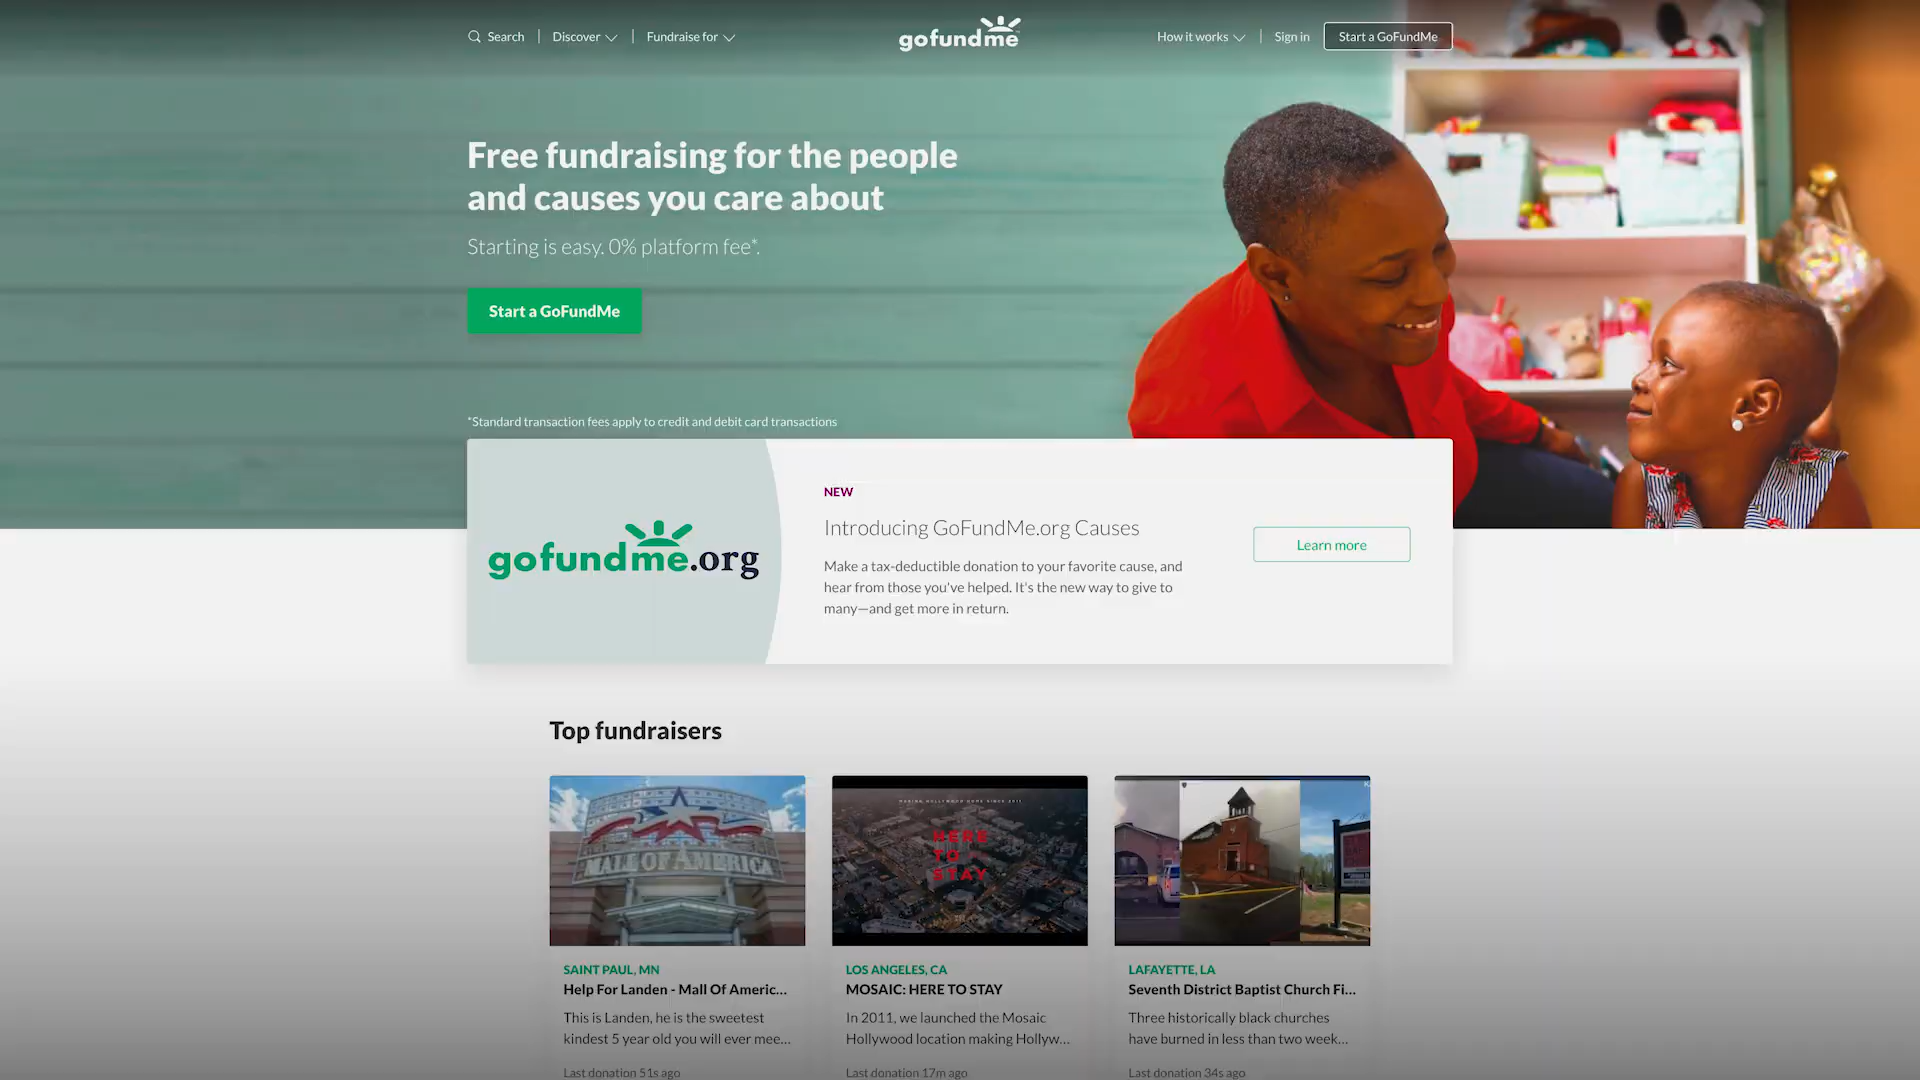 Search
Discover
Fundraise for
gofundme
How it works
Sign in
Start a GoFundMe
Free fundraising for the people
and causes you care about
Starting is easy. 0% platform fee*.
Start a GoFundMe
*Standard transaction fees apply to credit and debit card transactions
gofundme.org
NEW
Introducing GoFundMe.org Causes
Make a tax-deductible donation to your favorite cause, and
hear from those you've helped. It's the new way to give to
many—and get more in return.
Learn more
Top fundraisers
MALL OF AMERICA
MAKING HOLLYWOOD HOME SINCE 2011
HERE
TO
STAY
SAINT PAUL, MN
Help For Landen - Mall Of Americ...
This is Landen, he is the sweetest
kindest 5 year old you will ever mee...
Last donation 51s ago
LOS ANGELES, CA
MOSAIC: HERE TO STAY
In 2011, we launched the Mosaic
Hollywood location making Hollyw...
Last donation 17m ago
LAFAYETTE, LA
Seventh District Baptist Church Fi...
Three historically black churches
have burned in less than two week...
Last donation 34s ago